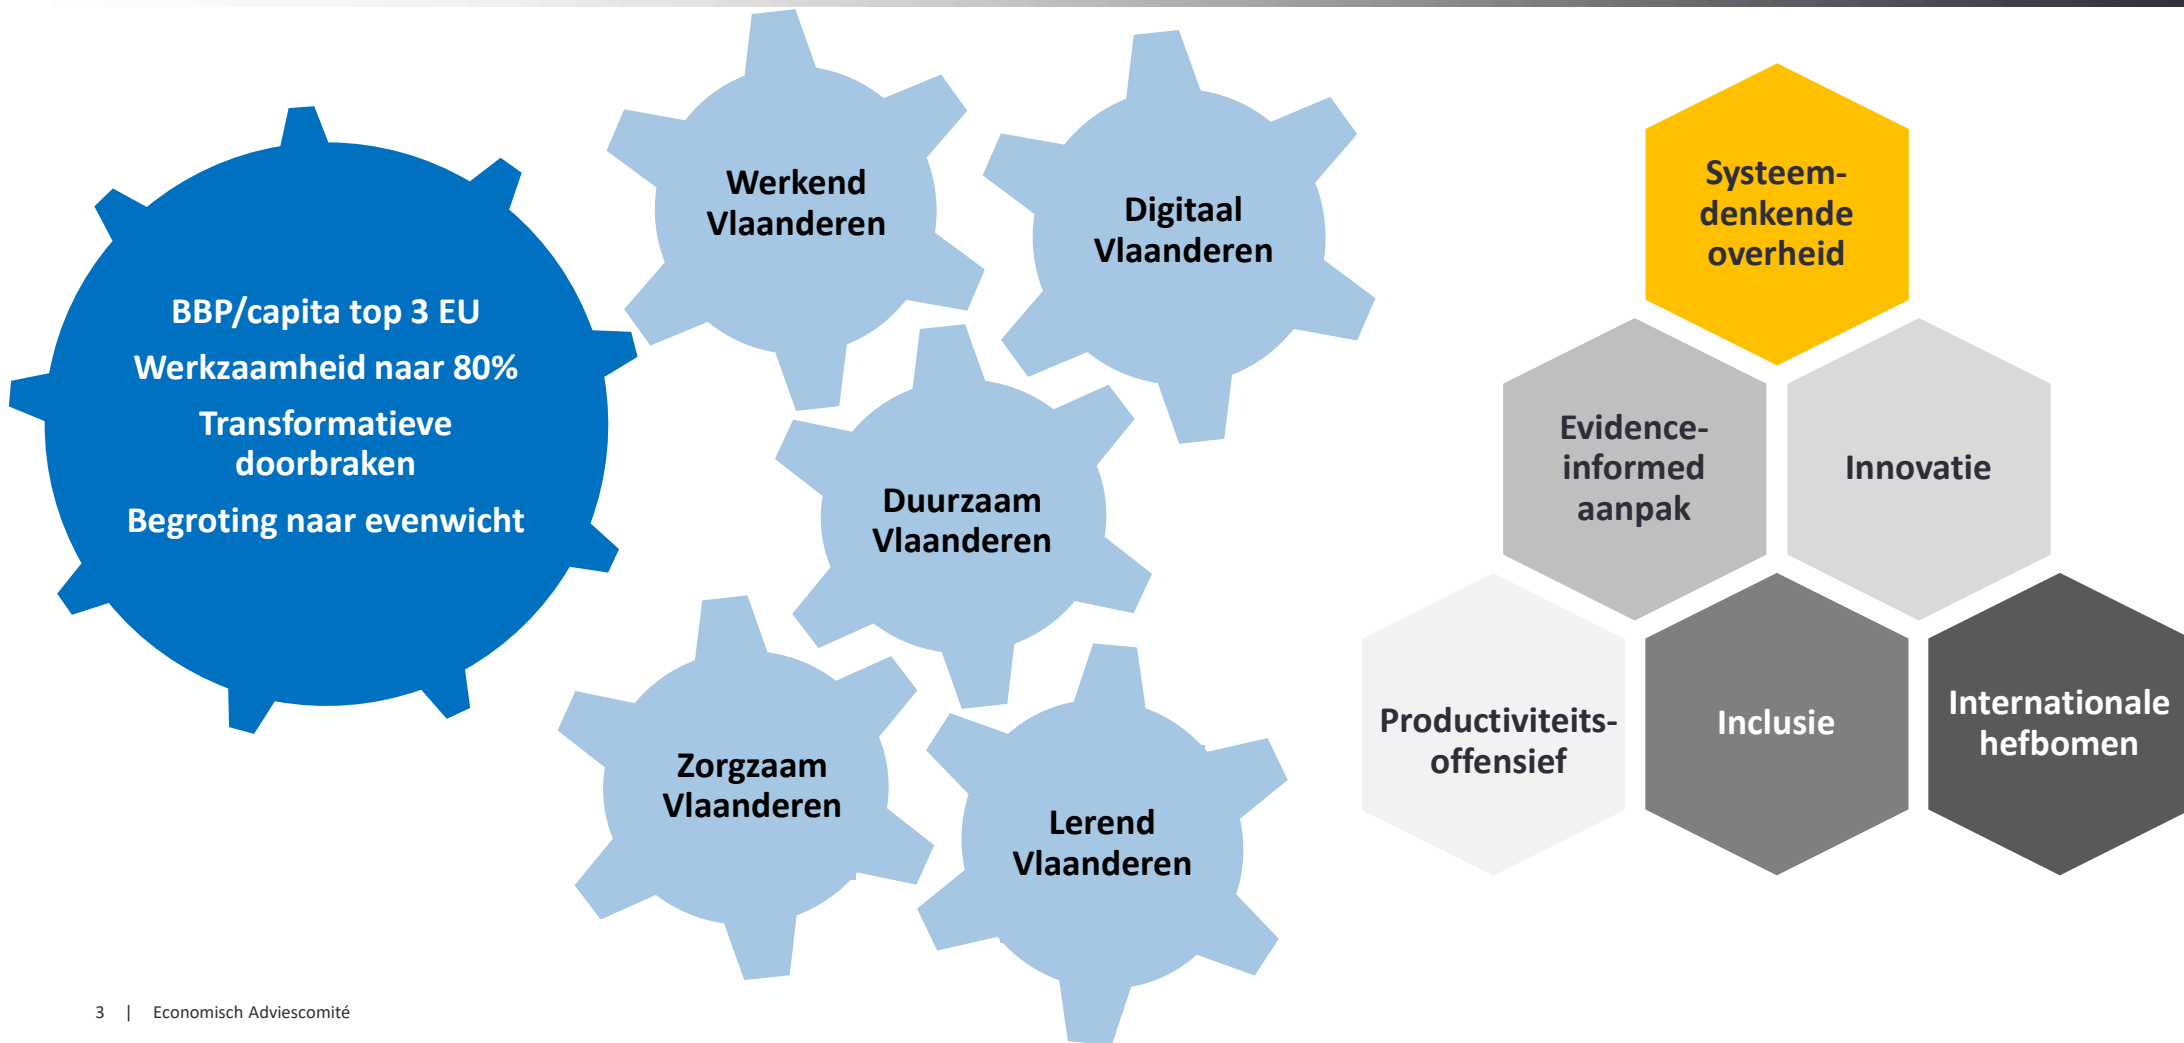 BBP/capita top 3 EU
Werkzaamheid naar 80%
Transformatieve
doorbraken
Begroting naar evenwicht
Werkend
Vlaanderen
Digitaal
Vlaanderen
Duurzaam
Vlaanderen
Zorgzaam
Vlaanderen
Lerend
Vlaanderen
Systeem-
denkende
overheid
Evidence-
informed
aanpak
Innovatie
Productiviteits-
offensief
Inclusie
Internationale
hefbomen
3 | Economisch Adviescomité